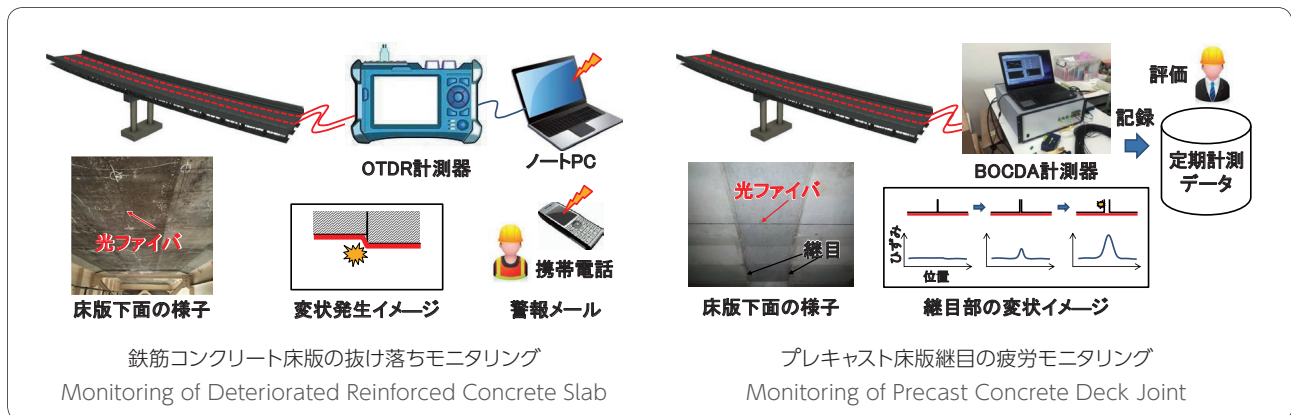 OTDR計測器
ノートPC
光ファイバ
床版下面の様子
変状発生イメージ
携帯電話
警報メール
鉄筋コンクリート床版の抜け落ちモニタリング
Monitoring of Deteriorated Reinforced Concrete Slab
評価
記録
BOCDA計測器
定期計測
データ
光ファイバ
継目
床版下面の様子
ひずみ
位置
継目部の変状イメージ
プレキャスト床版継目の疲労モニタリング
Monitoring of Precast Concrete Deck Joint